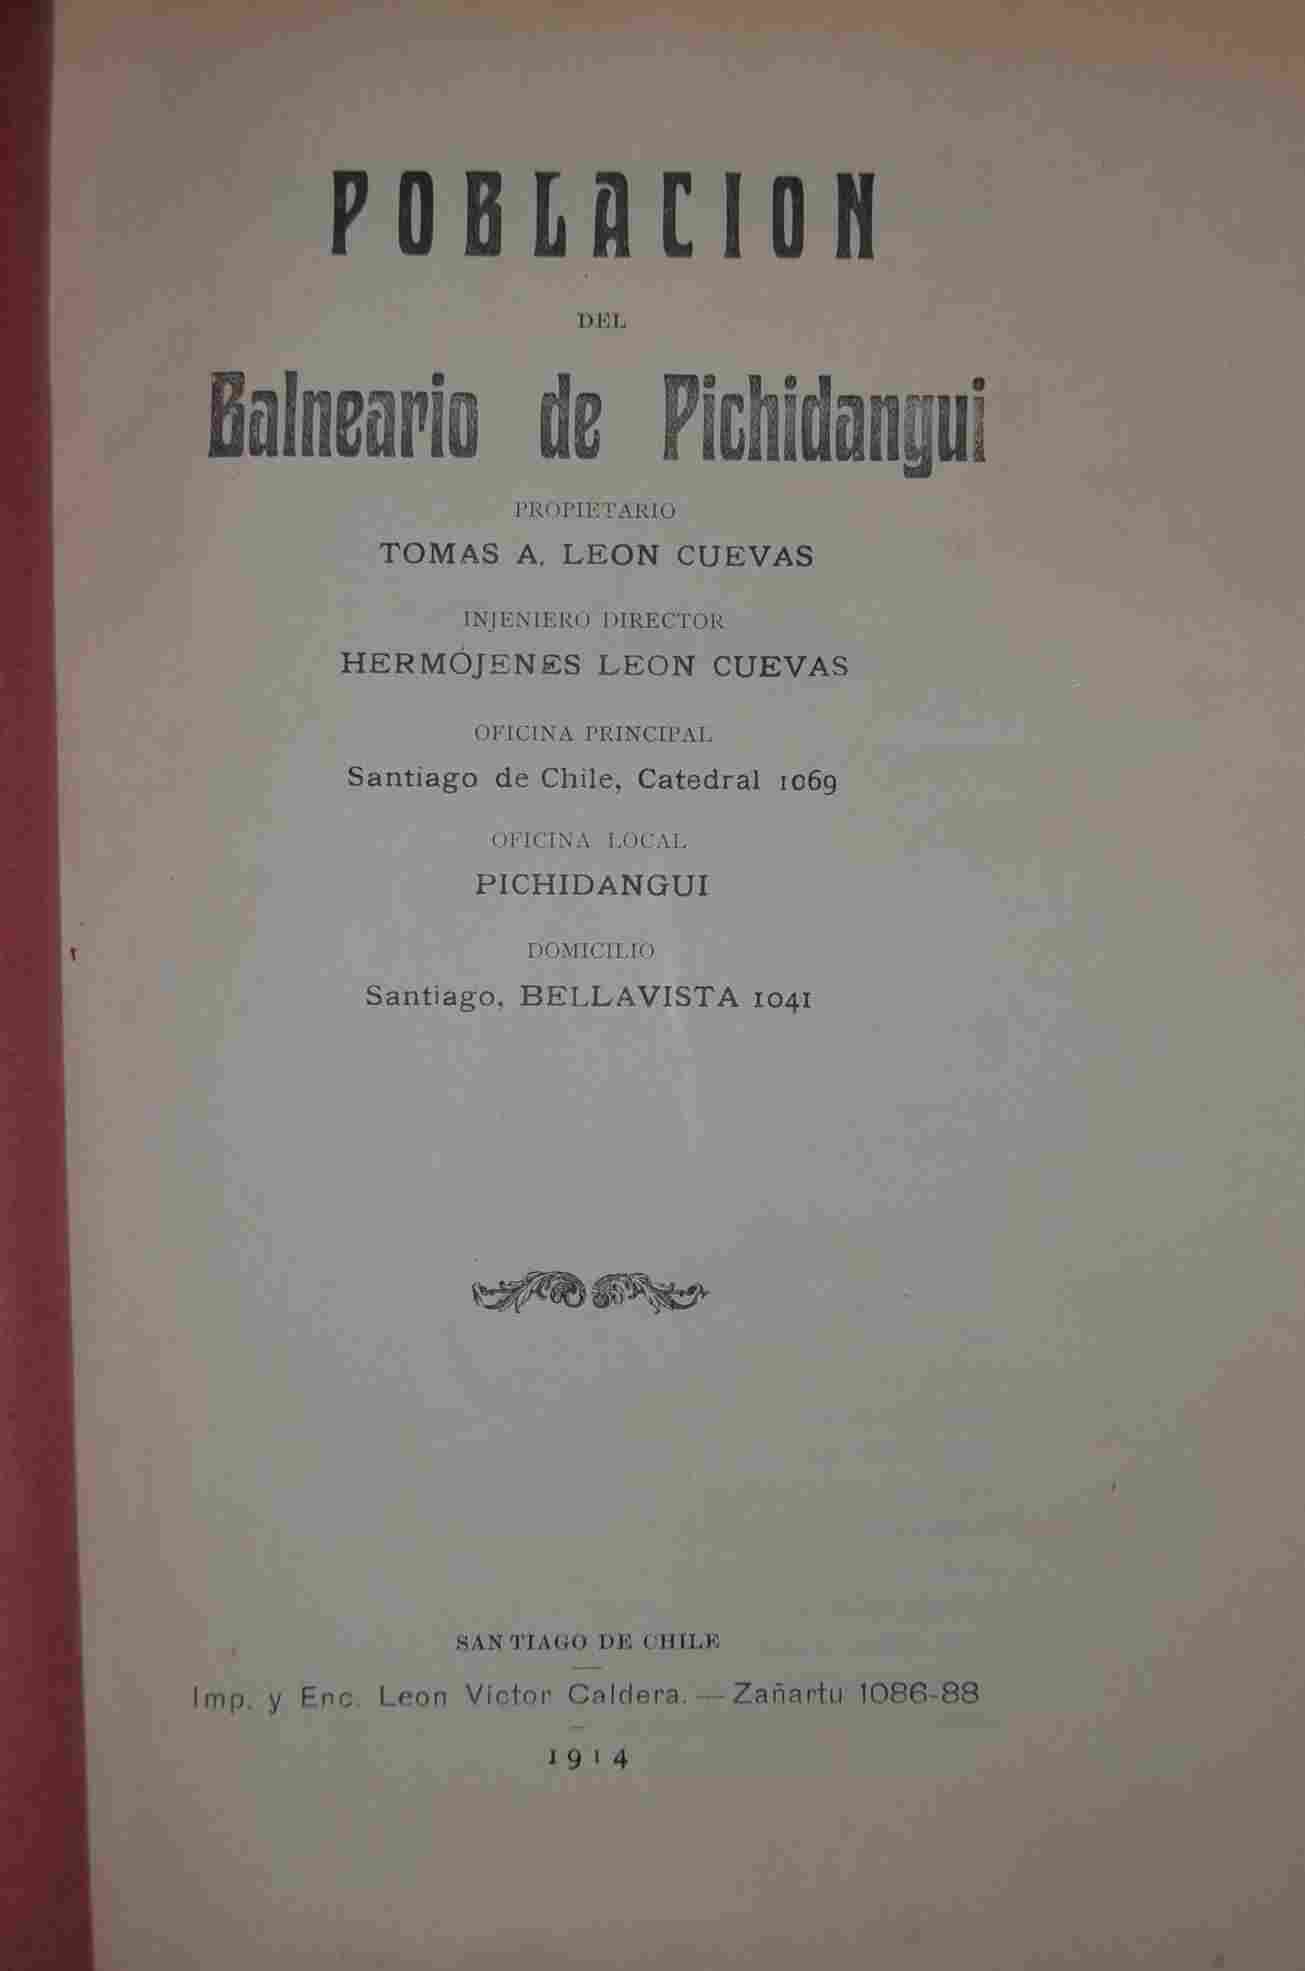 POBLACION
DEL
Balneario de Pichidangui
PROPIETARIO
TOMAS A. LEON CUEVAS
INJENIERO DIRECTOR
HERMÓJENES LEON CUEVAS
OFICINA PRINCIPAL
Santiago de Chile, Catedral 1069
OFICINA LOCAL
PICHIDANGUI
DOMICILIO
Santiago, BELLAVISTA 1041
SANTIAGO DE CHILE
Imp. y Enc. Leon Victor Caldera. — Zañartu 1086-88
1914